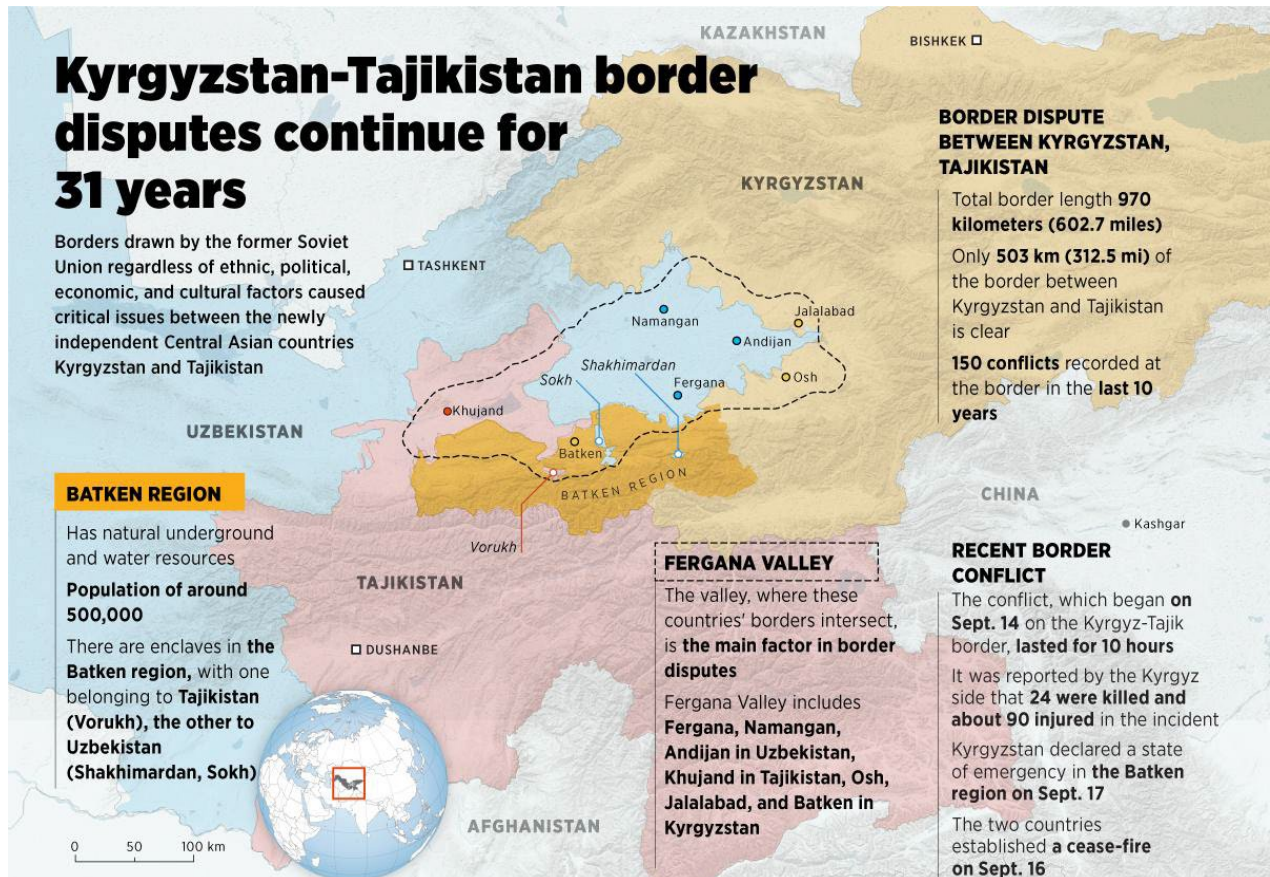 Kyrgyzstan-Tajikistan border
disputes continue for
31 years
Borders drawn by the former Soviet
Union regardless of ethnic, political,
economic, and cultural factors caused
critical issues between the newly
independent Central Asian countries
Kyrgyzstan and Tajikistan
KAZAKHSTAN
BISHKEK
KYRGYZSTAN
TASHKENT
Namangan
Jalalabad
Andijan
Shakhimardan
Sokh
Fergana
Osh
Khujand
UZBEKISTAN
Batken
BATKEN REGION
Vorukh
TAJIKISTAN
DUSHANBE
AFGHANISTAN
CHINA
Kashgar
BORDER DISPUTE
BETWEEN KYRGYZSTAN,
TAJIKISTAN
Total border length 970
kilometers (602.7 miles)
Only 503 km (312.5 mi) of
the border between
Kyrgyzstan and Tajikistan
is clear
150 conflicts recorded at
the border in the last 10
years
BATKEN REGION
Has natural underground
and water resources
Population of around
500,000
There are enclaves in the
Batken region, with one
belonging to Tajikistan
(Vorukh), the other to
Uzbekistan
(Shakhimardan, Sokh)
0 50 100 km
FERGANA VALLEY
The valley, where these
countries' borders intersect,
is the main factor in border
disputes
Fergana Valley includes
Fergana, Namangan,
Andijan in Uzbekistan,
Khujand in Tajikistan, Osh,
Jalalabad, and Batken in
Kyrgyzstan
RECENT BORDER
CONFLICT
The conflict, which began on
Sept. 14 on the Kyrgyz-Tajik
border, lasted for 10 hours
It was reported by the Kyrgyz
side that 24 were killed and
about 90 injured in the incident
Kyrgyzstan declared a state
of emergency in the Batken
region on Sept. 17
The two countries
established a cease-fire
on Sept. 16